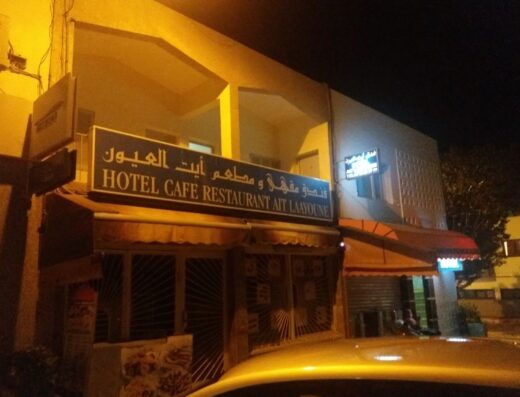 فندق مقهى و مطعم أيت العيون
HOTEL CAFE RESTAURANT AIT LAAYOUNE